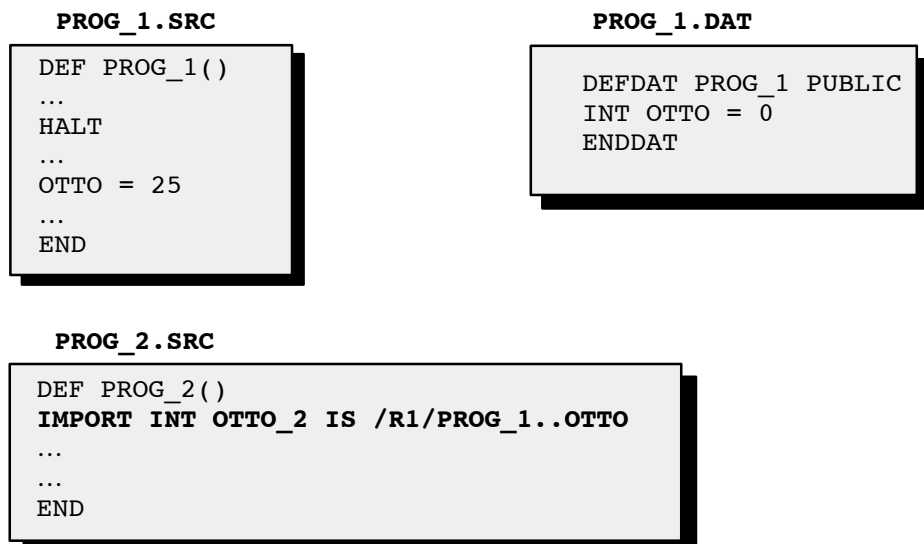 PROG_1.SRC
DEF PROG_1()
...
HALT
...
OTTO = 25
...
END
PROG_1.DAT
DEFDAT PROG_1 PUBLIC
INT OTTO = 0
ENDDAT
PROG_2.SRC
DEF PROG_2()
IMPORT INT OTTO_2 IS /R1/PROG_1..OTTO
...
...
END